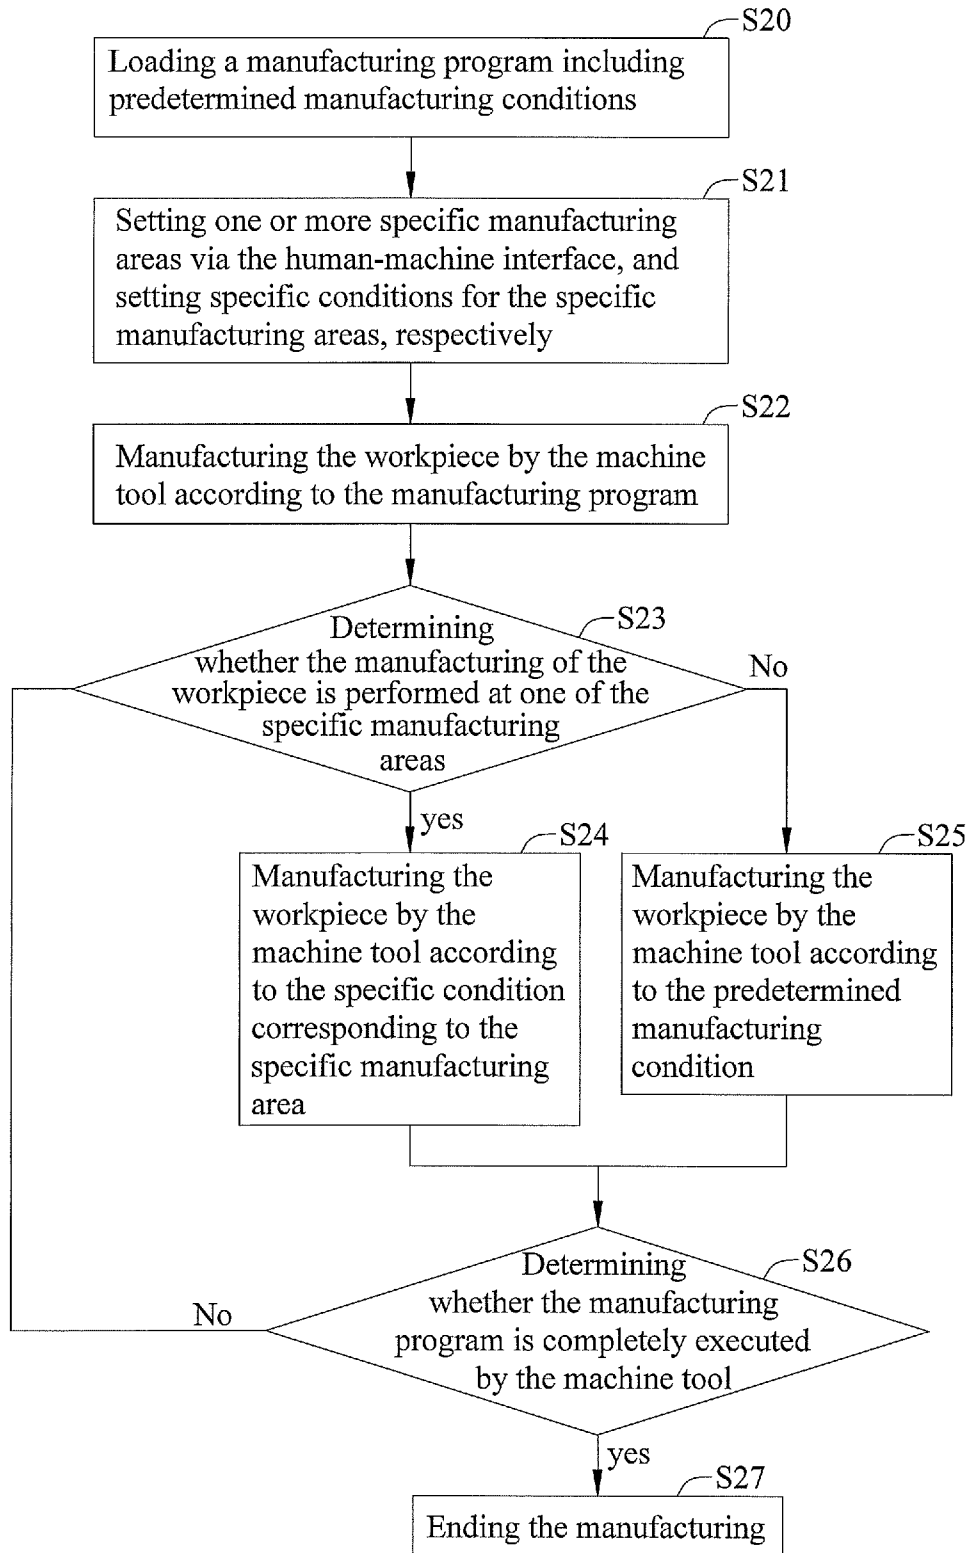 S20
Loading a manufacturing program including
predetermined manufacturing conditions
S21
Setting one or more specific manufacturing
areas via the human-machine interface, and
setting specific conditions for the specific
manufacturing areas, respectively
S22
Manufacturing the workpiece by the machine
tool according to the manufacturing program
S23
Determining
whether the manufacturing of the
workpiece is performed at one of the
specific manufacturing
areas
No
yes
S24
Manufacturing the
workpiece by the
machine tool according
to the specific condition
corresponding to the
specific manufacturing
area
S25
Manufacturing the
workpiece by the
machine tool according
to the predetermined
manufacturing
condition
S26
Determining
whether the manufacturing
program is completely executed
by the machine tool
No
yes
S27
Ending the manufacturing